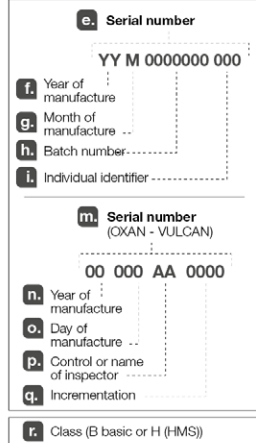 e. Serial number
YY M 0000000 000
f. Year of
manufacture
g. Month of
manufacture
h. Batch number
i. Individual identifier
m. Serial number
(OXAN - VULCAN)
00 000 AA 0000
n. Year of
manufacture
o. Day of
manufacture
p. Control or name
of inspector
q. Incrementation
r. Class (B basic or H (HMS))